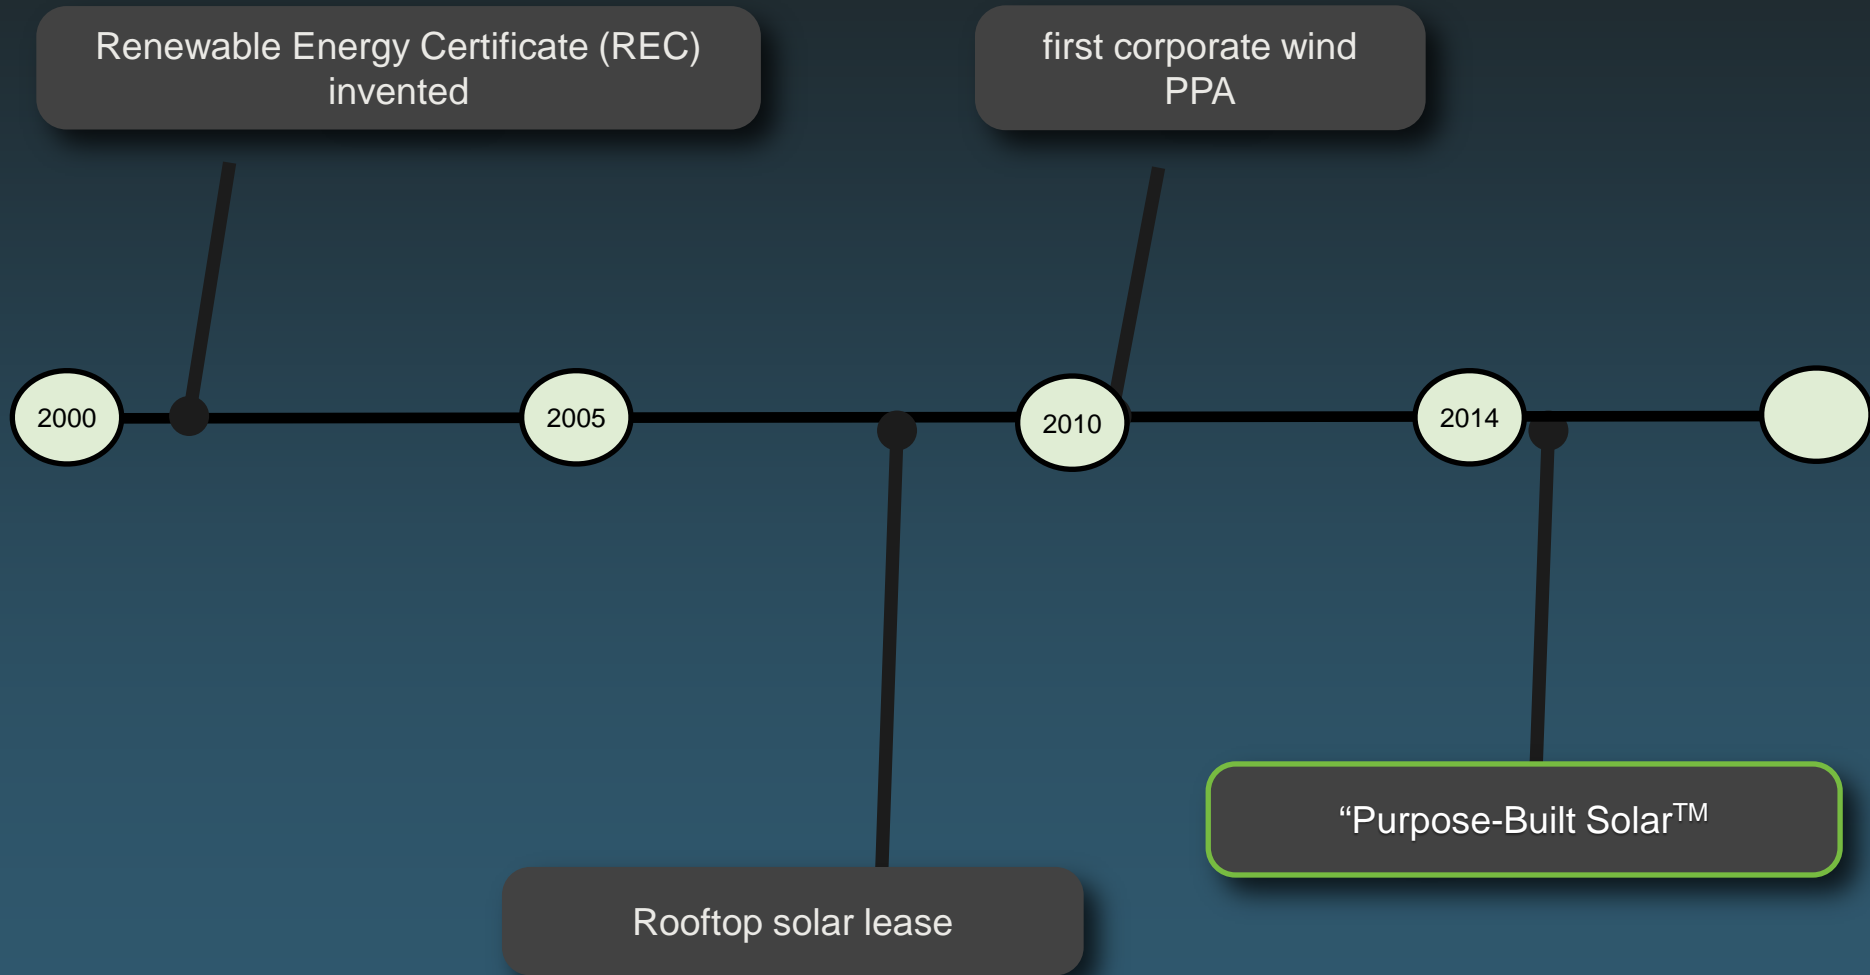 Renewable Energy Certificate (REC)
invented
first corporate wind
PPA
2000
2005
2010
2014
“Purpose-Built Solar™
Rooftop solar lease